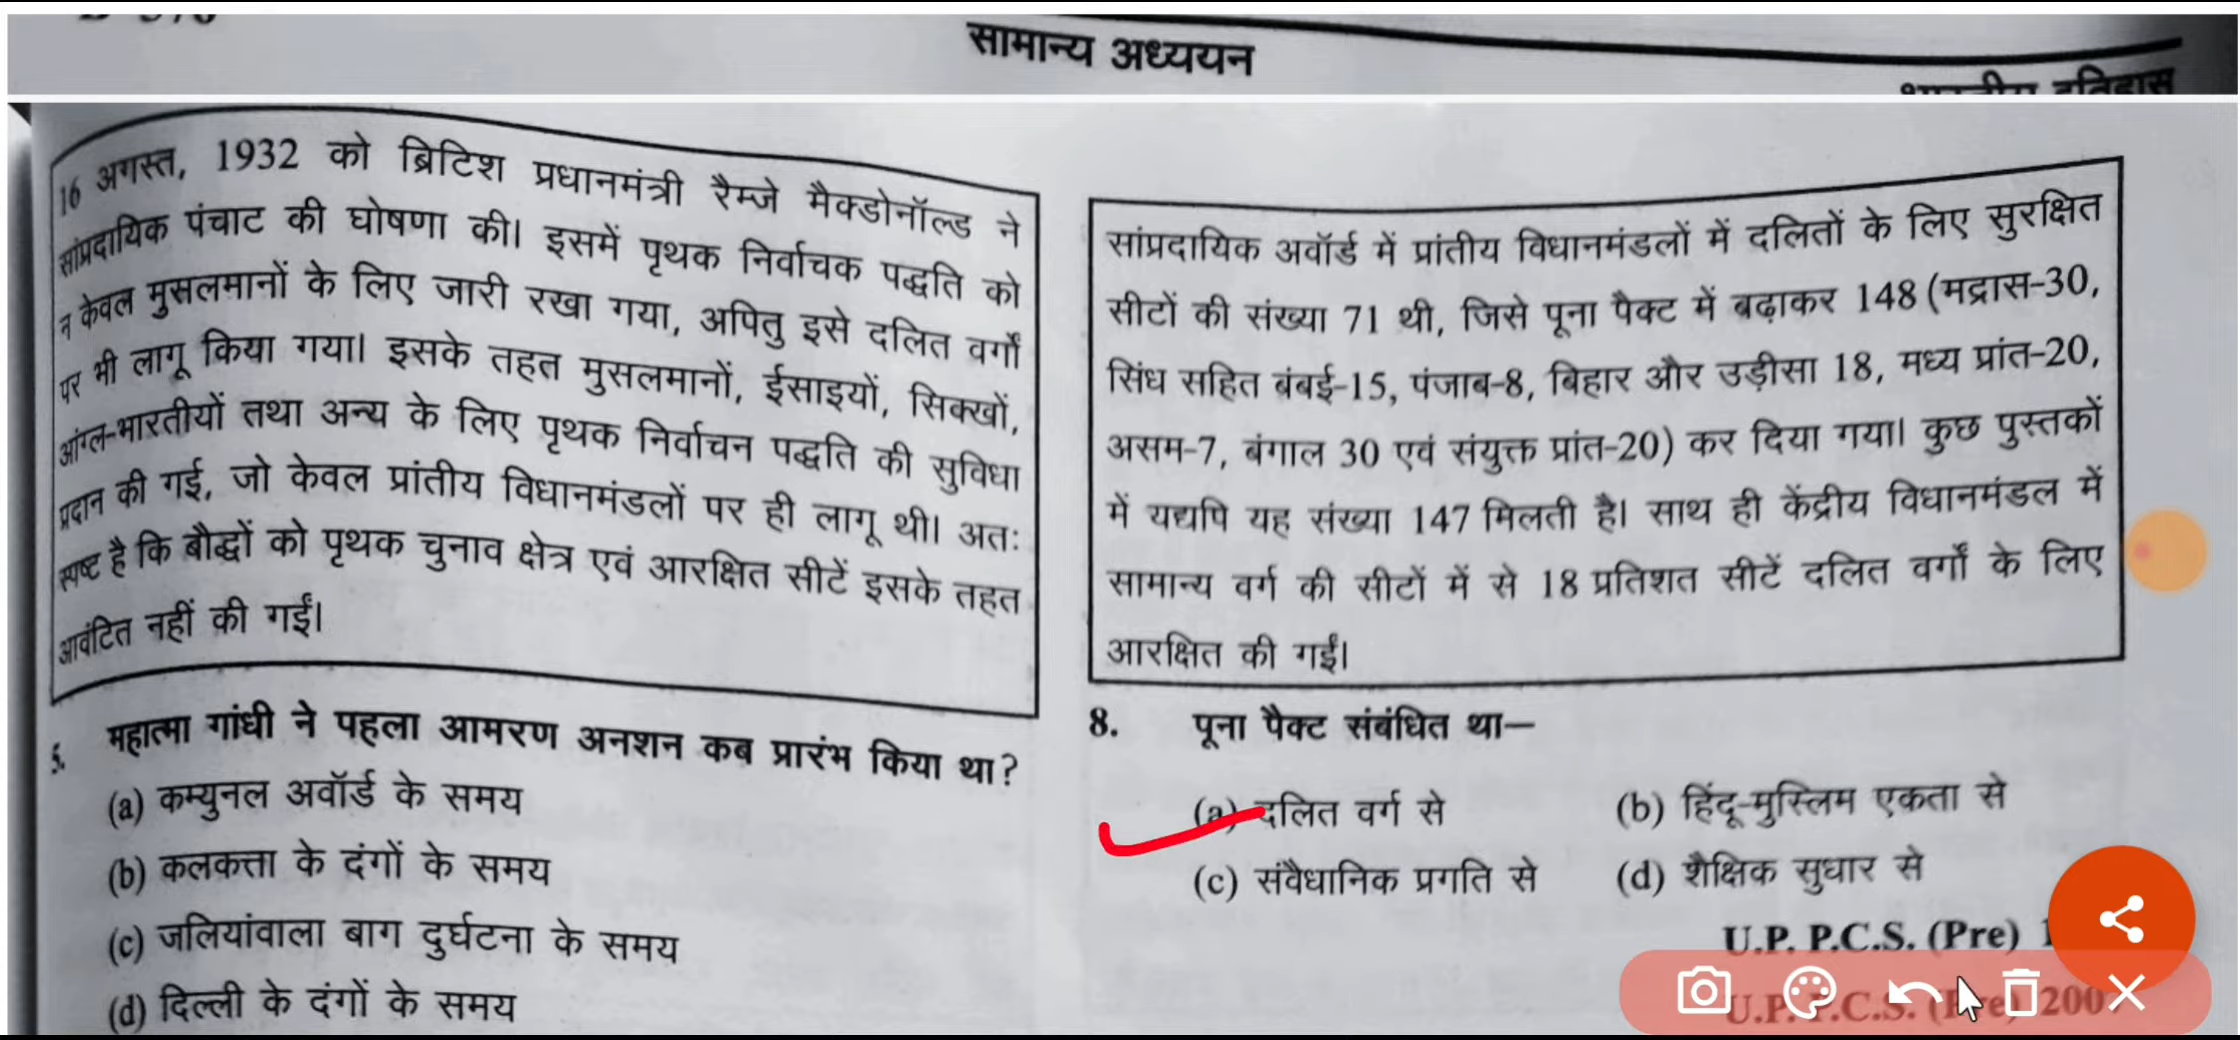 सामान्य अध्ययन
भारतीय इतिहास
16 अगस्त, 1932 को ब्रिटिश प्रधानमंत्री रैम्जे मैक्डोनॉल्ड ने
सांप्रदायिक पंचाट की घोषणा की। इसमें पृथक निर्वाचक पद्धति को
न केवल मुसलमानों के लिए जारी रखा गया, अपितु इसे दलित वर्गों
पर भी लागू किया गया। इसके तहत मुसलमानों, ईसाइयों, सिक्खों,
आंग्ल-भारतीयों तथा अन्य के लिए पृथक निर्वाचन पद्धति की सुविधा
प्रदान की गई, जो केवल प्रांतीय विधानमंडलों पर ही लागू थी। अतः
स्पष्ट है कि बौद्धों को पृथक चुनाव क्षेत्र एवं आरक्षित सीटें इसके तहत
आवंटित नहीं की गईं।
5. महात्मा गांधी ने पहला आमरण अनशन कब प्रारंभ किया था?
(a) कम्युनल अवॉर्ड के समय
(b) कलकत्ता के दंगों के समय
(c) जलियांवाला बाग दुर्घटना के समय
(d) दिल्ली के दंगों के समय
सांप्रदायिक अवॉर्ड में प्रांतीय विधानमंडलों में दलितों के लिए सुरक्षित
सीटों की संख्या 71 थी, जिसे पूना पैक्ट में बढ़ाकर 148 (मद्रास-30,
सिंध सहित बंबई-15, पंजाब-8, बिहार और उड़ीसा 18, मध्य प्रांत-20,
असम-7, बंगाल 30 एवं संयुक्त प्रांत-20) कर दिया गया। कुछ पुस्तकों
में यद्यपि यह संख्या 147 मिलती है। साथ ही केंद्रीय विधानमंडल में
सामान्य वर्ग की सीटों में से 18 प्रतिशत सीटें दलित वर्गों के लिए
आरक्षित की गईं।
8. पूना पैक्ट संबंधित था—
(a) दलित वर्ग से (b) हिंदू-मुस्लिम एकता से
(c) संवैधानिक प्रगति से (d) शैक्षिक सुधार से
U.P. P.C.S. (Pre)
U.P. P.C.S. (Pre)